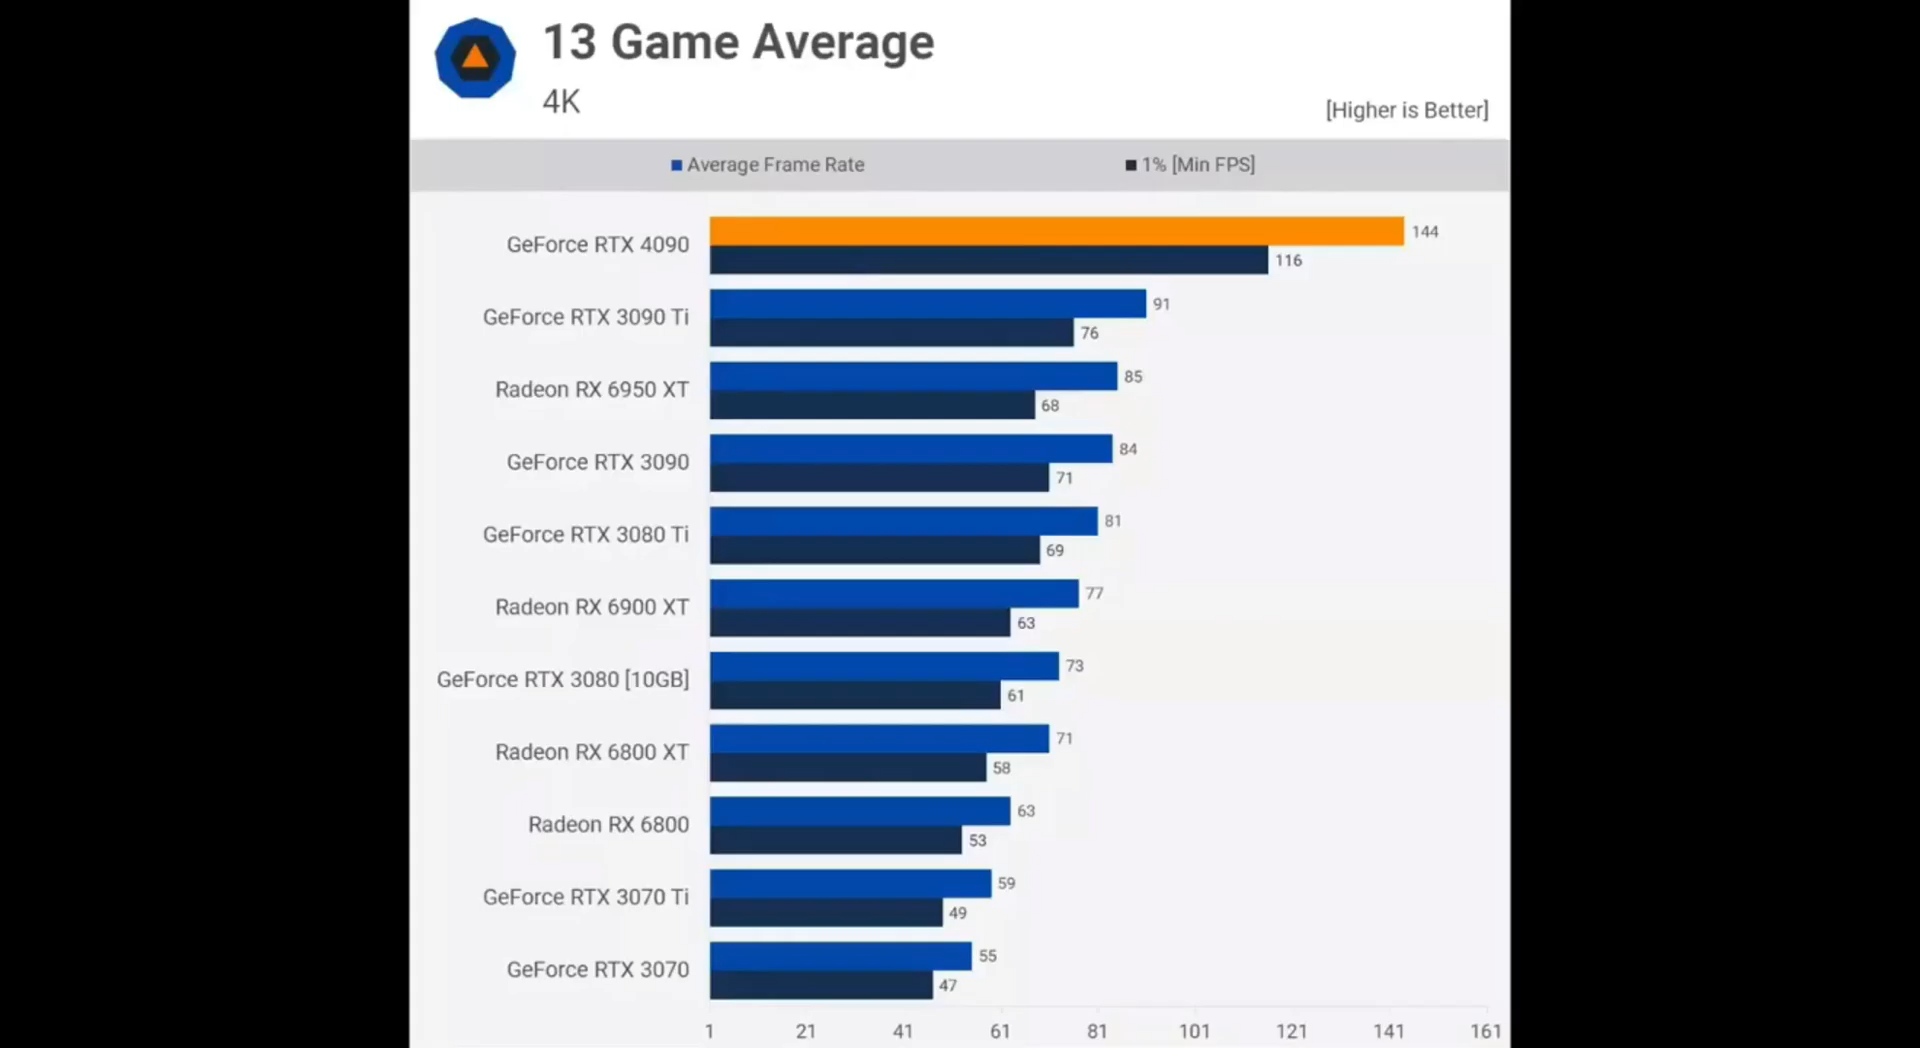 13 Game Average
4K
[Higher is Better]
Average Frame Rate 1% [Min FPS]
GeForce RTX 4090 144
116
GeForce RTX 3090 Ti 91
76
Radeon RX 6950 XT 85
68
GeForce RTX 3090 84
71
GeForce RTX 3080 Ti 81
69
Radeon RX 6900 XT 77
63
GeForce RTX 3080 [10GB] 73
61
Radeon RX 6800 XT 71
58
Radeon RX 6800 63
53
GeForce RTX 3070 Ti 59
49
GeForce RTX 3070 55
47
1 21 41 61 81 101 121 141 161